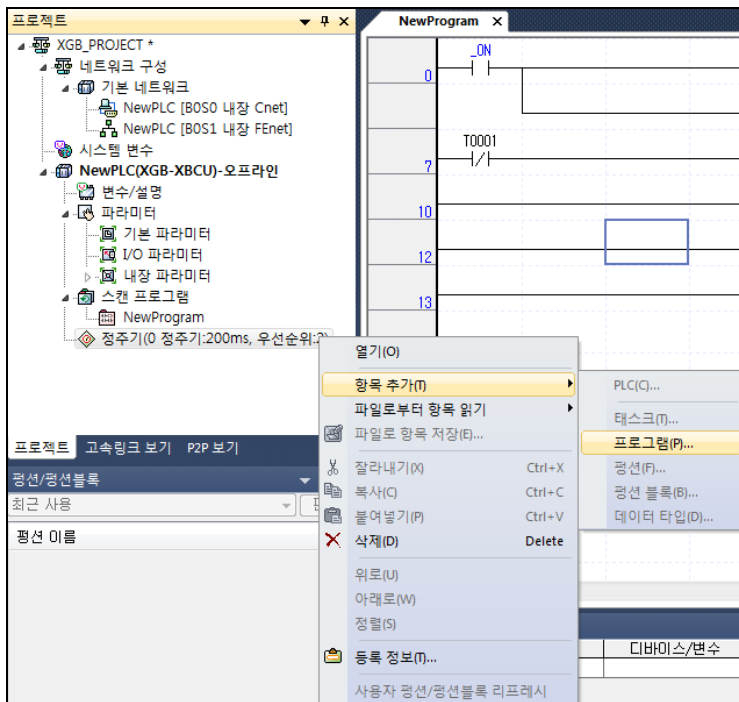 프로젝트
XGB_PROJECT *
네트워크 구성
기본 네트워크
NewPLC [B0S0 내장 Cnet]
NewPLC [B0S1 내장 FEnet]
시스템 변수
NewPLC(XGB-XBCU)-오프라인
변수/설명
파라미터
기본 파라미터
I/O 파라미터
내장 파라미터
스캔 프로그램
NewProgram
정주기(0 정주기:200ms, 우선순위:2)
프로젝트 고속링크 보기 P2P 보기
펑션/펑션블록
최근 사용
펑션 이름
NewProgram
_ON
0
T0001
7
10
12
13
열기(O)
항목 추가(T)
파일로부터 항목 읽기
파일로 항목 저장(E)...
잘라내기(X) Ctrl+X
복사(C) Ctrl+C
붙여넣기(P) Ctrl+V
삭제(D) Delete
위로(U)
아래로(W)
정렬(S)
등록 정보(T)...
사용자 펑션/펑션블록 리프레시
PLC(C)...
태스크(T)...
프로그램(P)...
펑션(F)...
펑션 블록(B)...
데이터 타입(D)...
디바이스/변수